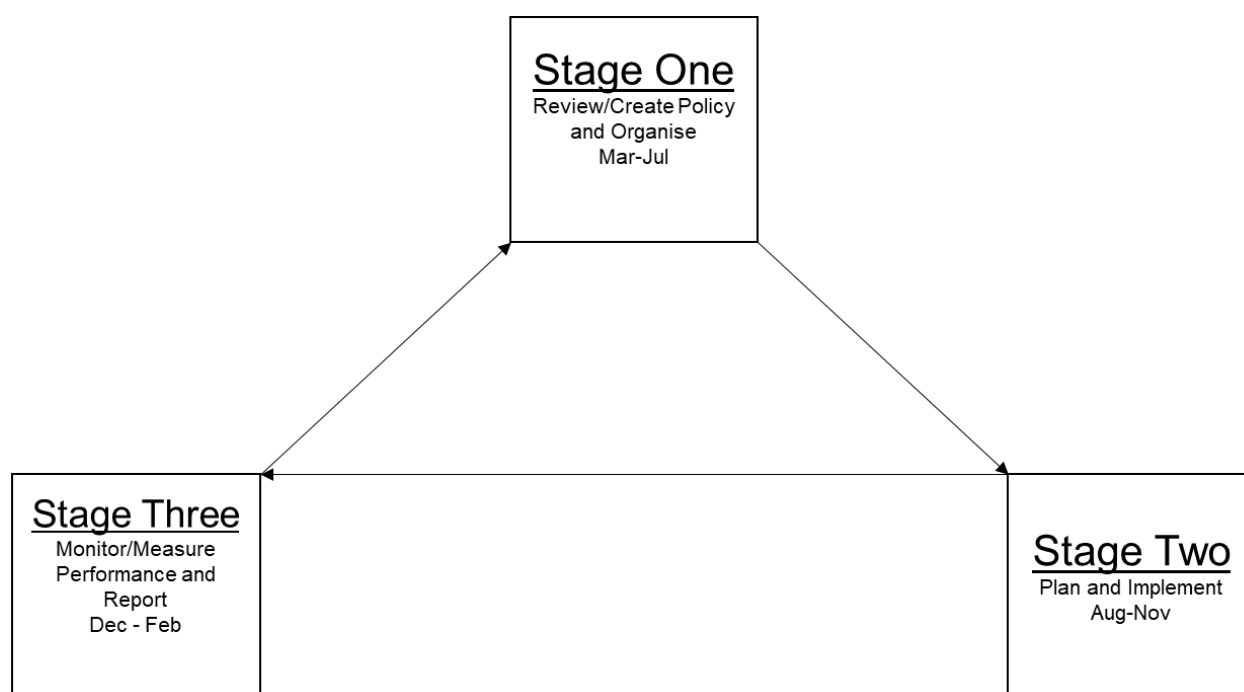 Stage One
Review/Create Policy
and Organise
Mar-Jul
Stage Three
Monitor/Measure
Performance and
Report
Dec - Feb
Stage Two
Plan and Implement
Aug-Nov